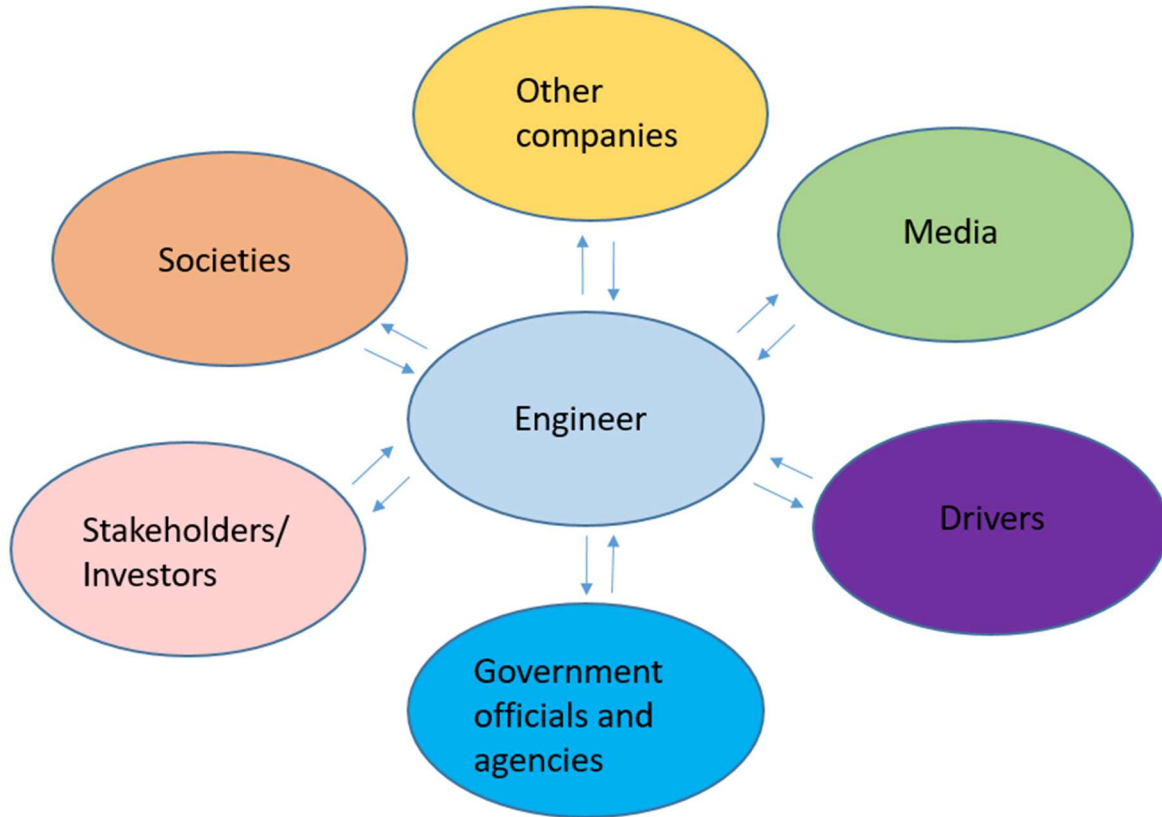 Other
companies
Media
Societies
Engineer
Drivers
Stakeholders/
Investors
Government
officials and
agencies